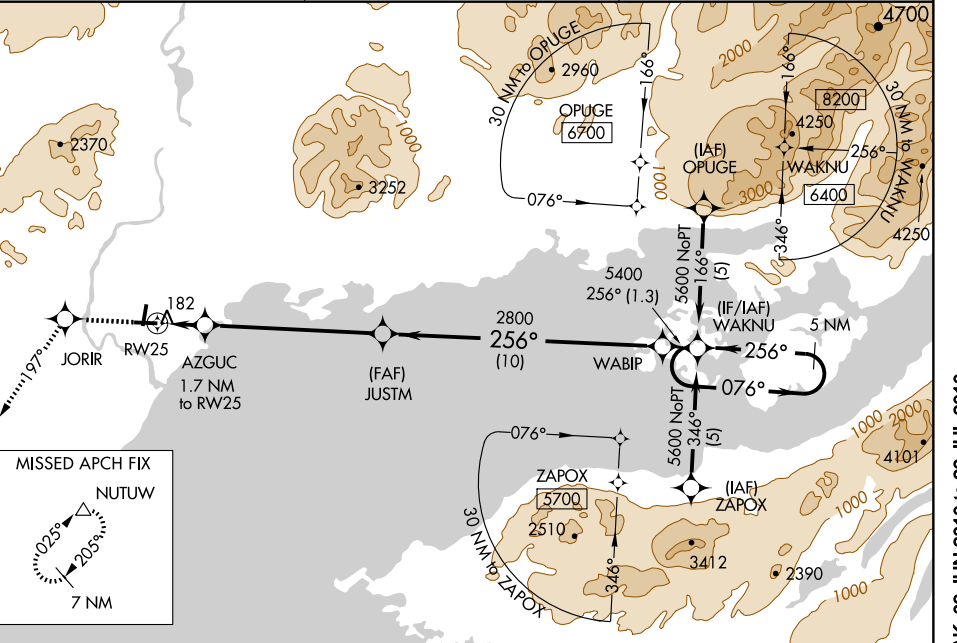 4700
2000
166°
30 NM to OPUGE
2960
166°
8200
30 NM to WAKNU
OPUGE
6700
4250
1000
2370
(IAF)
OPUGE
256°
WAKNU
3252
1000
3000
6400
076°
346°
4250
5600 NoPT
166°
(5)
5400
256° (1.3)
(IF/IAF)
WAKNU
5 NM
182
2800
256°
(10)
256°
JORIR
RW25
AZGUC
1.7 NM
to RW25
(FAF)
JUSTM
WABIP
076°
197°
5600 NoPT
346°
(5)
1000
2000
076°
4101
MISSED APCH FIX
NUTUW
025°
205°
7 NM
ZAPOX
5700
(IAF)
ZAPOX
1000
2510
30 NM to ZAPOX
346°
3412
2390
1000